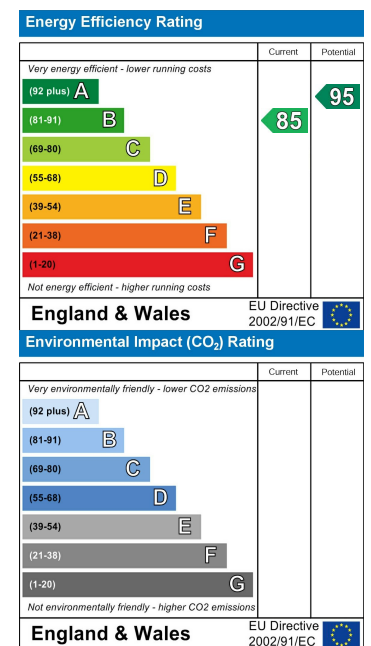 Energy Efficiency Rating
Current Potential
Very energy efficient - lower running costs
(92 plus) A
95
(81-91) B
85
(69-80) C
(55-68) D
(39-54) E
(21-38) F
(1-20) G
Not energy efficient - higher running costs
England & Wales
EU Directive
2002/91/EC
Environmental Impact (CO₂) Rating
Current Potential
Very environmentally friendly - lower CO2 emissions
(92 plus) A
(81-91) B
(69-80) C
(55-68) D
(39-54) E
(21-38) F
(1-20) G
Not environmentally friendly - higher CO2 emissions
England & Wales
EU Directive
2002/91/EC